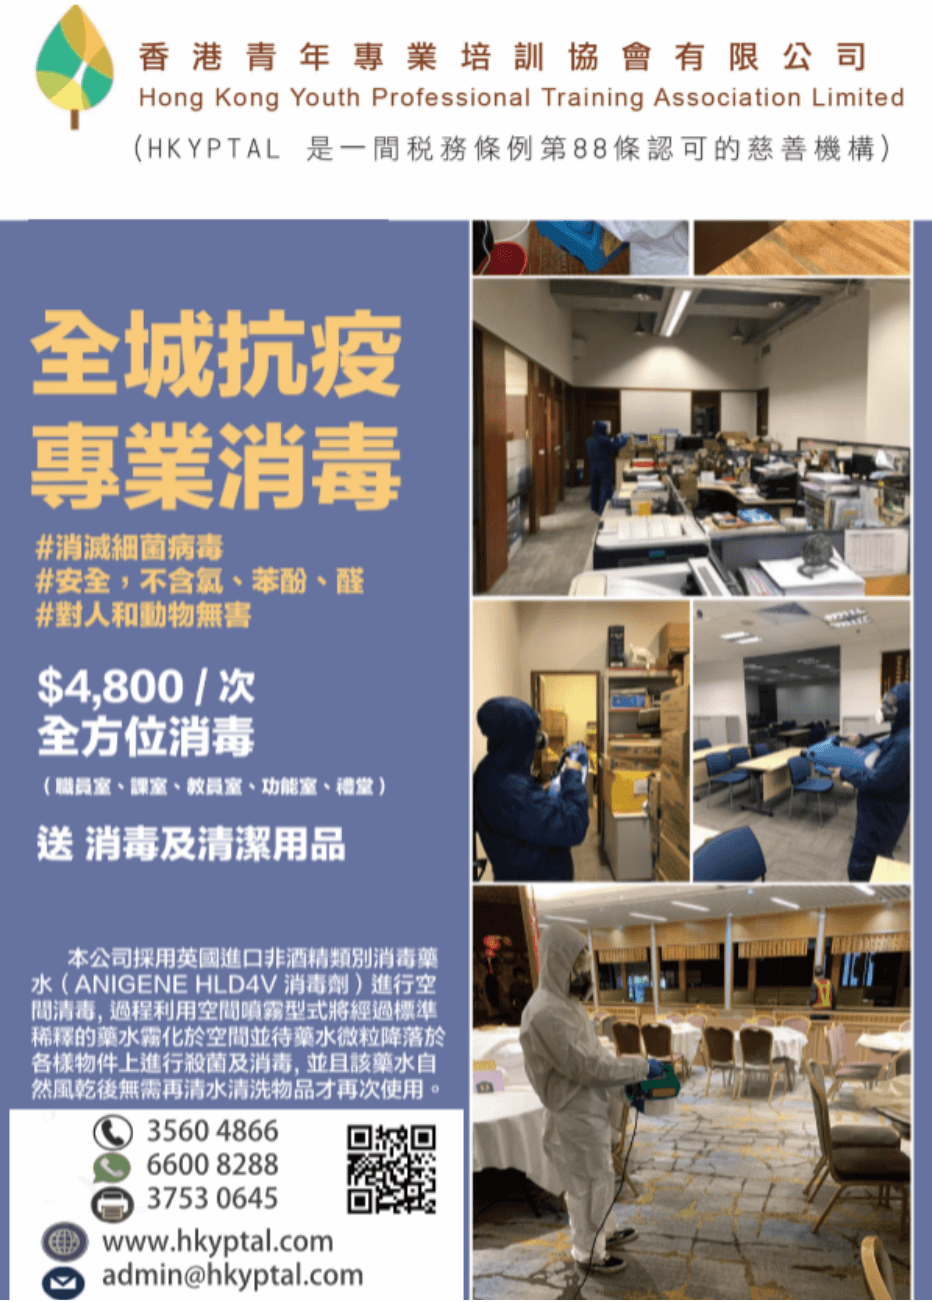 香港青年專業培訓協會有限公司
Hong Kong Youth Professional Training Association Limited
(HKYPTAL 是一間税務條例第88條認可的慈善機構)
全城抗疫
專業消毒
#消滅細菌病毒
#安全，不含氯、苯酚、醛
#對人和動物無害
$4,800 / 次
全方位消毒
（職員室、課室、教員室、功能室、禮堂）
送 消毒及清潔用品
本公司採用英國進口非酒精類別消毒藥
水（ANIGENE HLD4V 消毒劑）進行空
間清毒, 過程利用空間噴霧型式將經過標準
稀釋的藥水霧化於空間並待藥水微粒降落於
各樣物件上進行殺菌及消毒, 並且該藥水自
然風乾後無需再清水清洗物品才再次使用。
3560 4866
6600 8288
3753 0645
www.hkyptal.com
admin@hkyptal.com